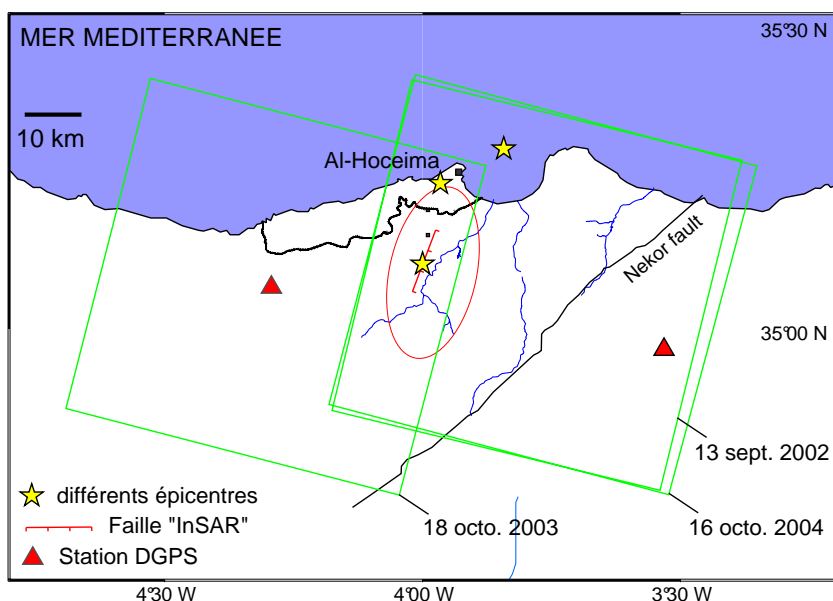 MER MEDITERRANEE
35°30 N
10 km
Al-Hoceima
Nekor fault
35°00 N
13 sept. 2002
différents épicentres
Faille "InSAR"
18 octo. 2003
16 octo. 2004
Station DGPS
4°30 W
4°00 W
3°30 W